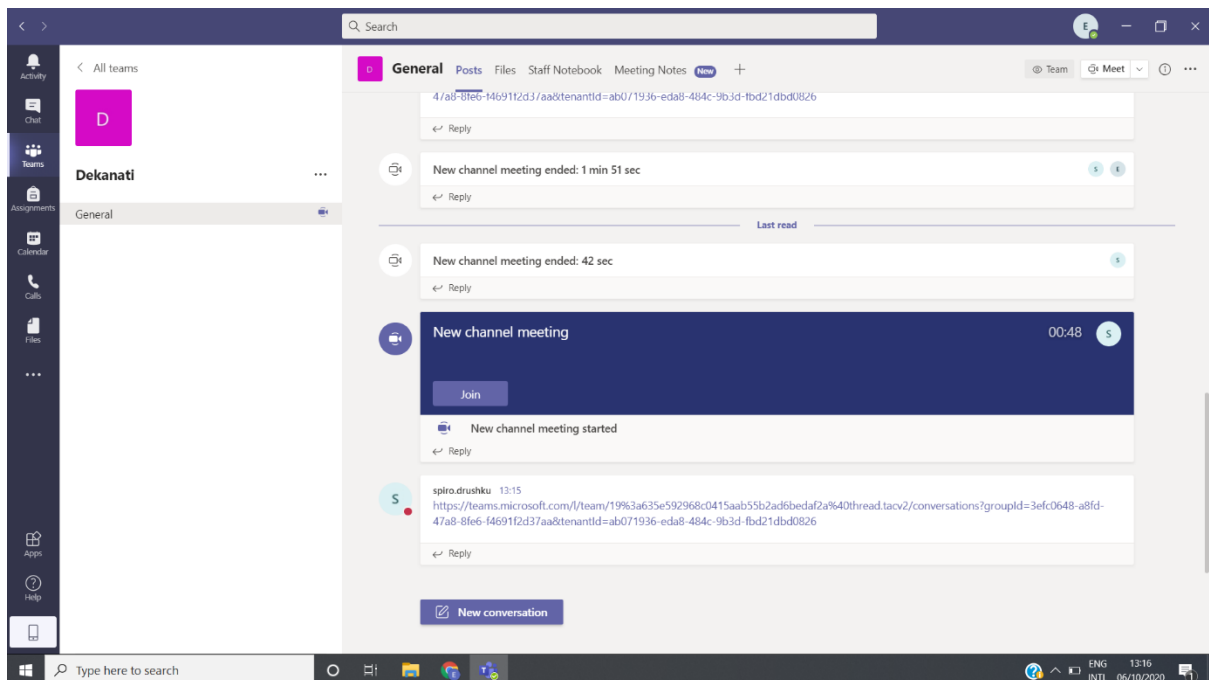 Search
E
Activity
Chat
Teams
Assignments
Calendar
Calls
Files
Apps
Help
All teams
D
Dekanati
General
D
General Posts Files Staff Notebook Meeting Notes New
Team
Meet
47a8-8fe6-f4691f2d37aa&tenantId=ab071936-eda8-484c-9b3d-fbd21dbd0826
Reply
New channel meeting ended: 1 min 51 sec
S E
Reply
Last read
New channel meeting ended: 42 sec
S
Reply
New channel meeting
00:48
S
Join
New channel meeting started
Reply
S
spiro.drushku 13:15
https://teams.microsoft.com/l/team/19%3a635e592968c0415aab55b2ad6bedaf2a%40thread.tacv2/conversations?groupId=3efc0648-a8fd-
47a8-8fe6-f4691f2d37aa&tenantId=ab071936-eda8-484c-9b3d-fbd21dbd0826
Reply
New conversation
Type here to search
ENG
INTL
13:16
06/10/2020